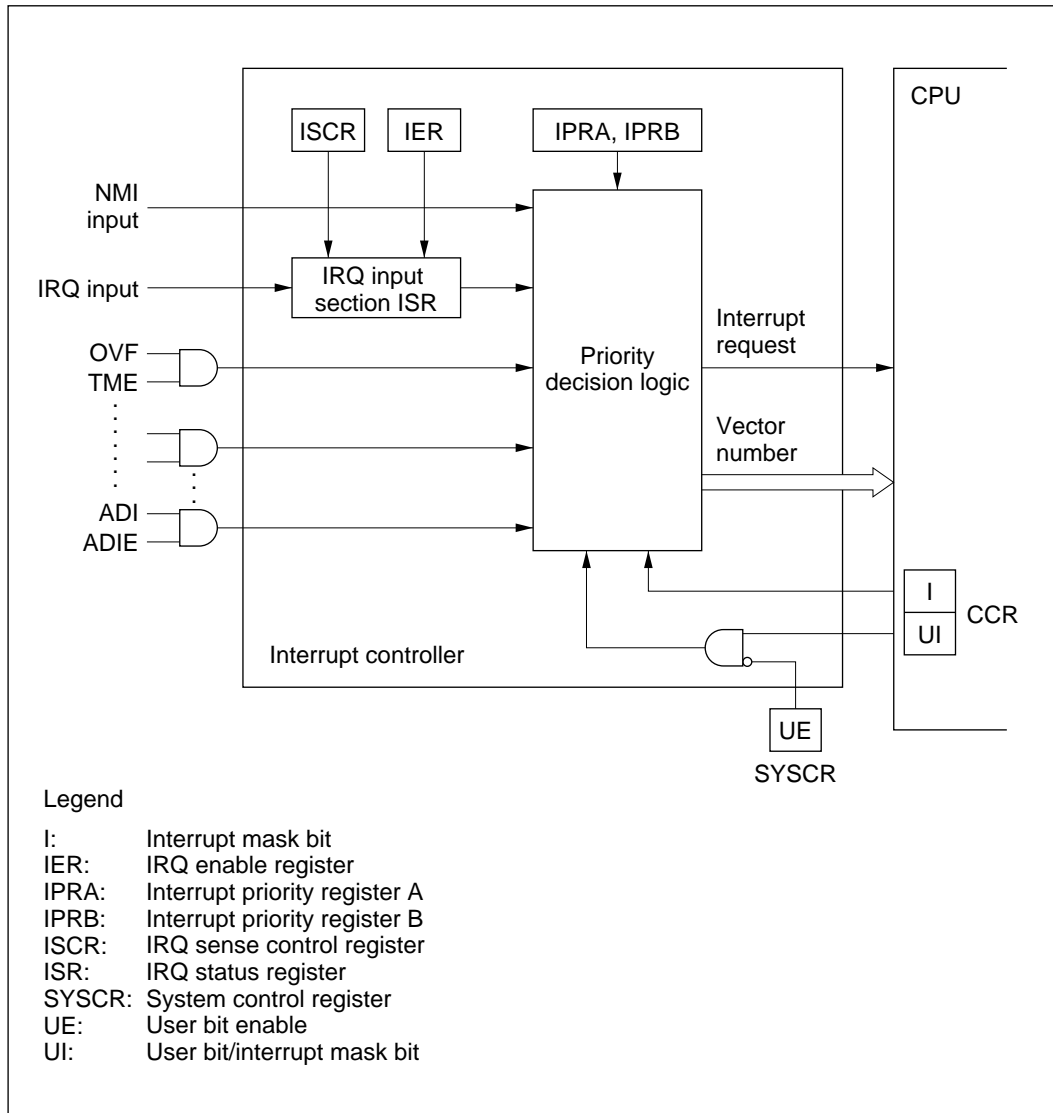 CPU
ISCR
IER
IPRA, IPRB
NMI
input
IRQ input
IRQ input
section ISR
OVF
TME
Priority
decision logic
Interrupt
request
Vector
number
ADI
ADIE
I
UI
CCR
Interrupt controller
UE
SYSCR
Legend
I: Interrupt mask bit
IER: IRQ enable register
IPRA: Interrupt priority register A
IPRB: Interrupt priority register B
ISCR: IRQ sense control register
ISR: IRQ status register
SYSCR: System control register
UE: User bit enable
UI: User bit/interrupt mask bit